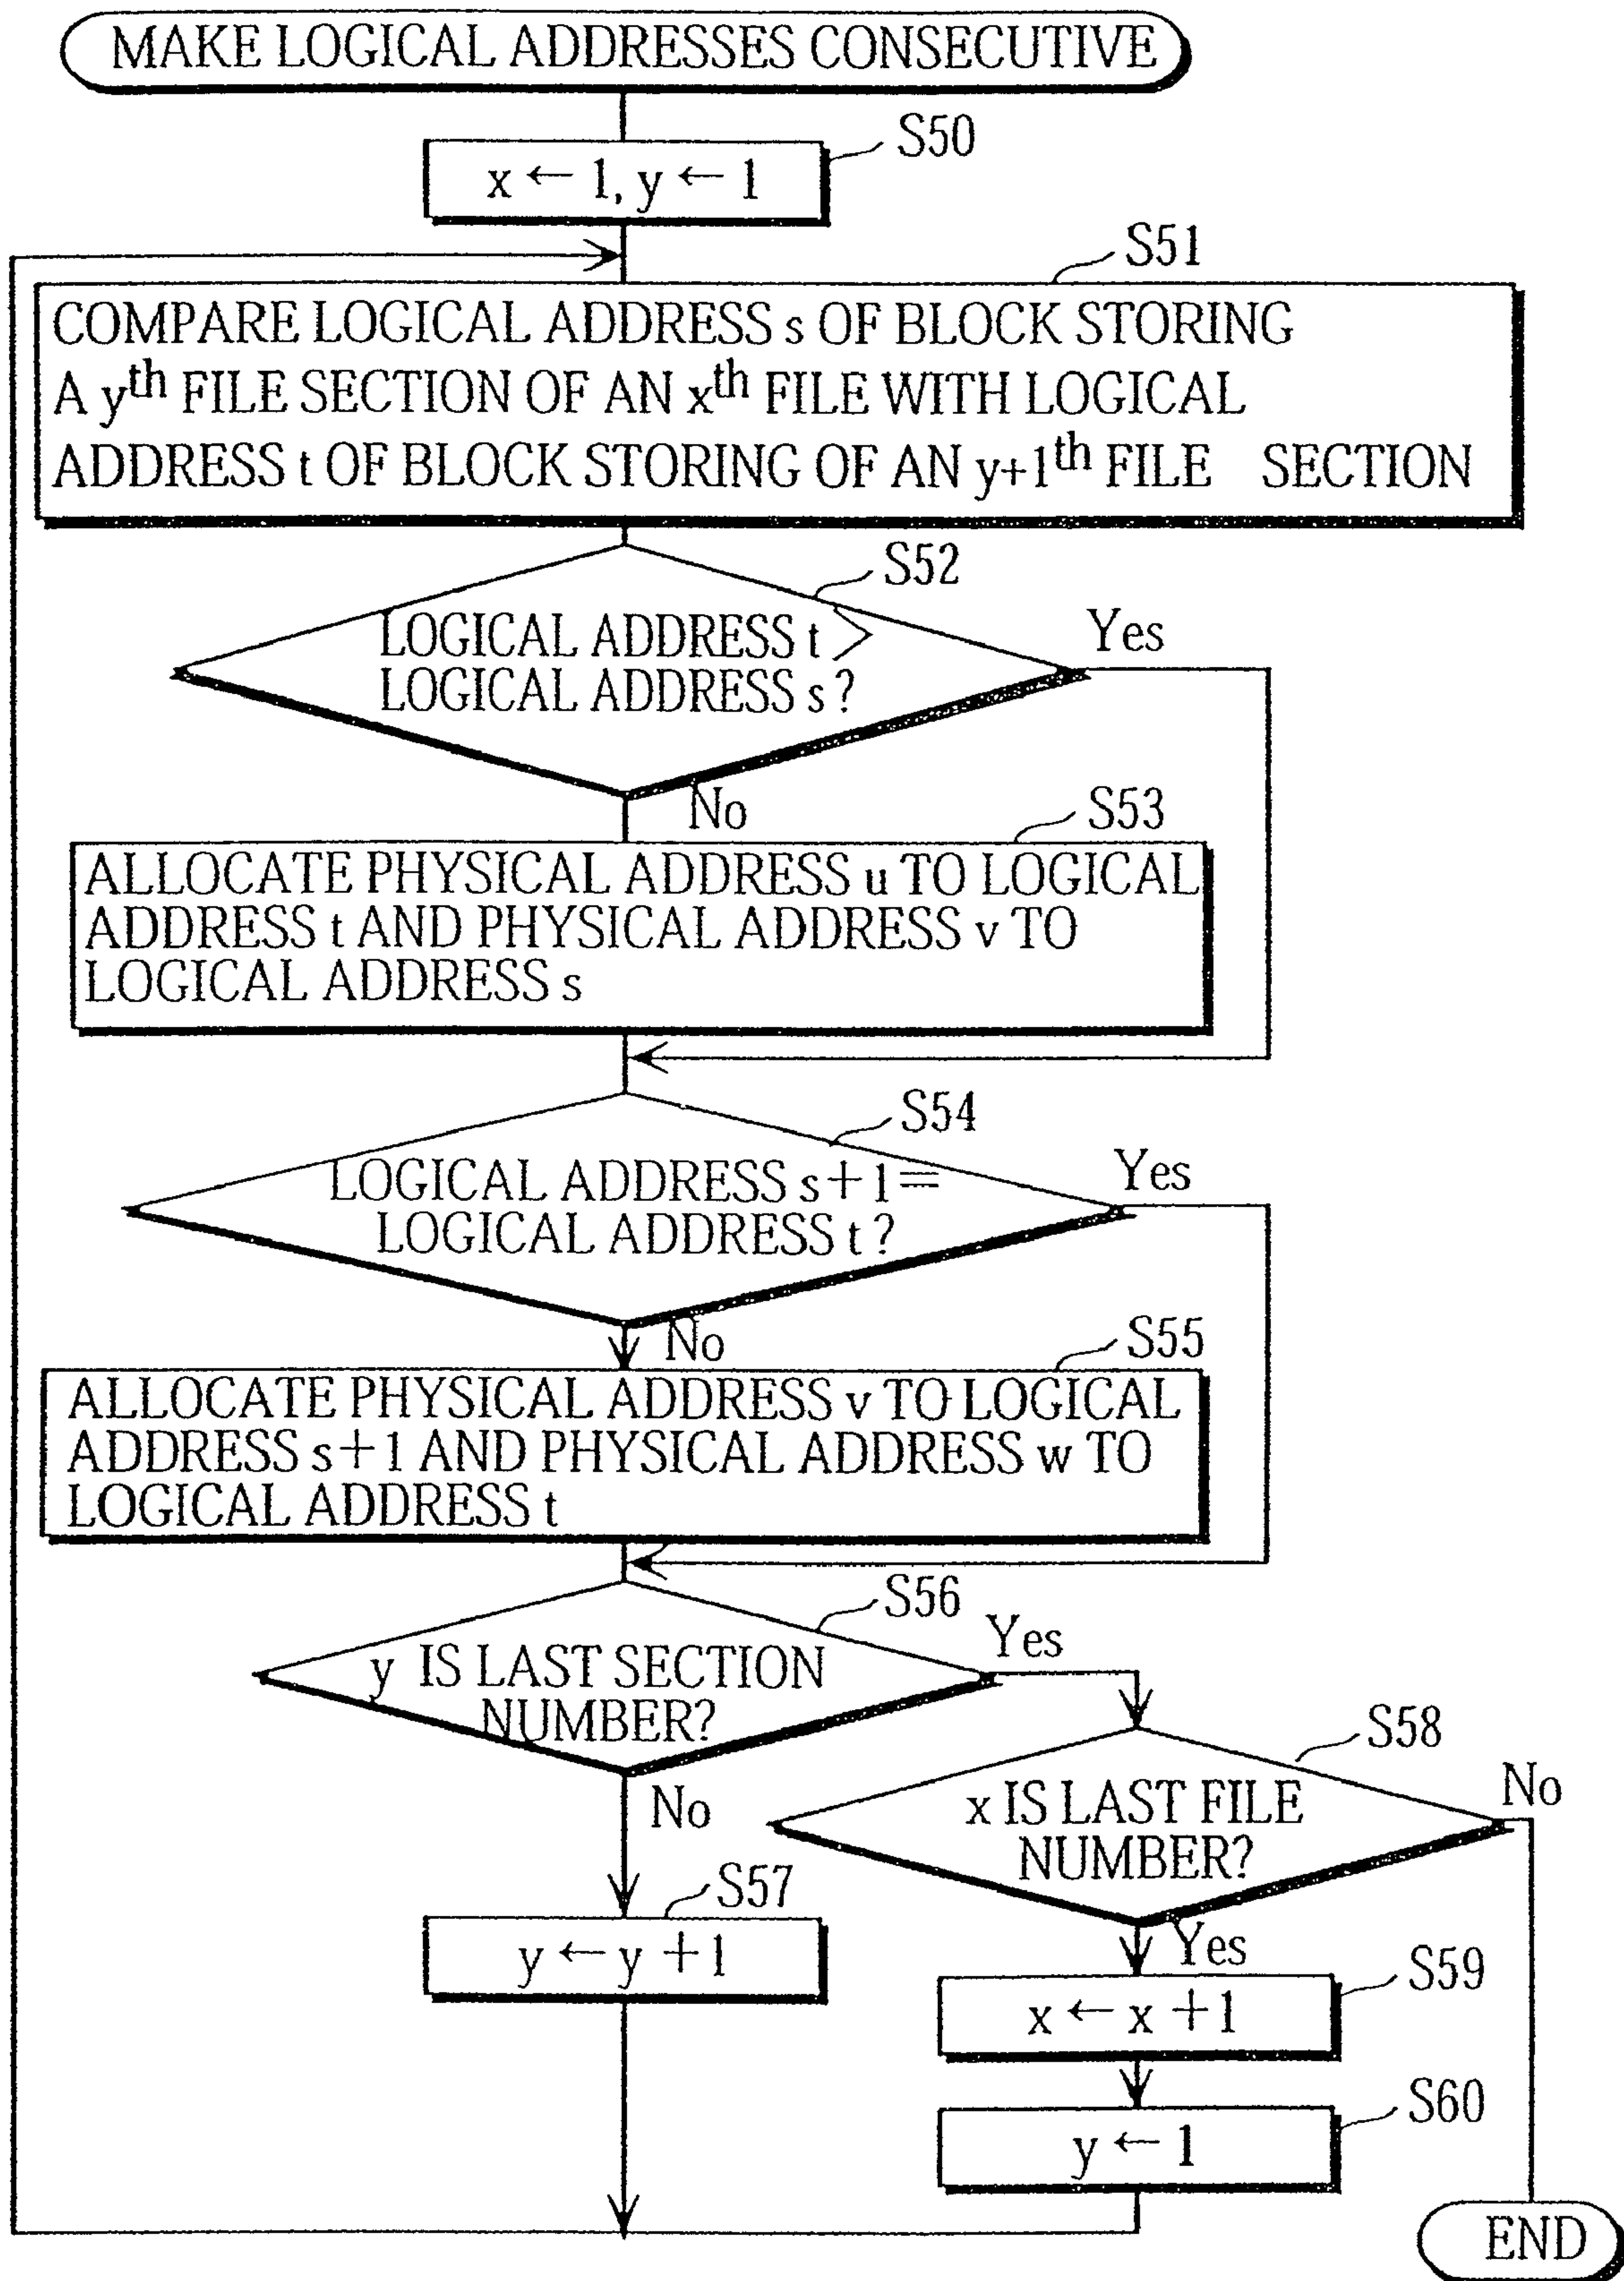 MAKE LOGICAL ADDRESSES CONSECUTIVE
S50
x ← 1, y ← 1
S51
COMPARE LOGICAL ADDRESS s OF BLOCK STORING
A yth FILE SECTION OF AN xth FILE WITH LOGICAL
ADDRESS t OF BLOCK STORING OF AN y+1th FILE SECTION
S52
LOGICAL ADDRESS t >
LOGICAL ADDRESS s ?
Yes
No
S53
ALLOCATE PHYSICAL ADDRESS u TO LOGICAL
ADDRESS t AND PHYSICAL ADDRESS v TO
LOGICAL ADDRESS s
S54
LOGICAL ADDRESS s+1=
LOGICAL ADDRESS t ?
Yes
No
S55
ALLOCATE PHYSICAL ADDRESS v TO LOGICAL
ADDRESS s+1 AND PHYSICAL ADDRESS w TO
LOGICAL ADDRESS t
S56
y IS LAST SECTION
NUMBER?
Yes
No
S58
x IS LAST FILE
NUMBER?
No
Yes
S57
y ← y +1
S59
x ← x +1
S60
y ← 1
END